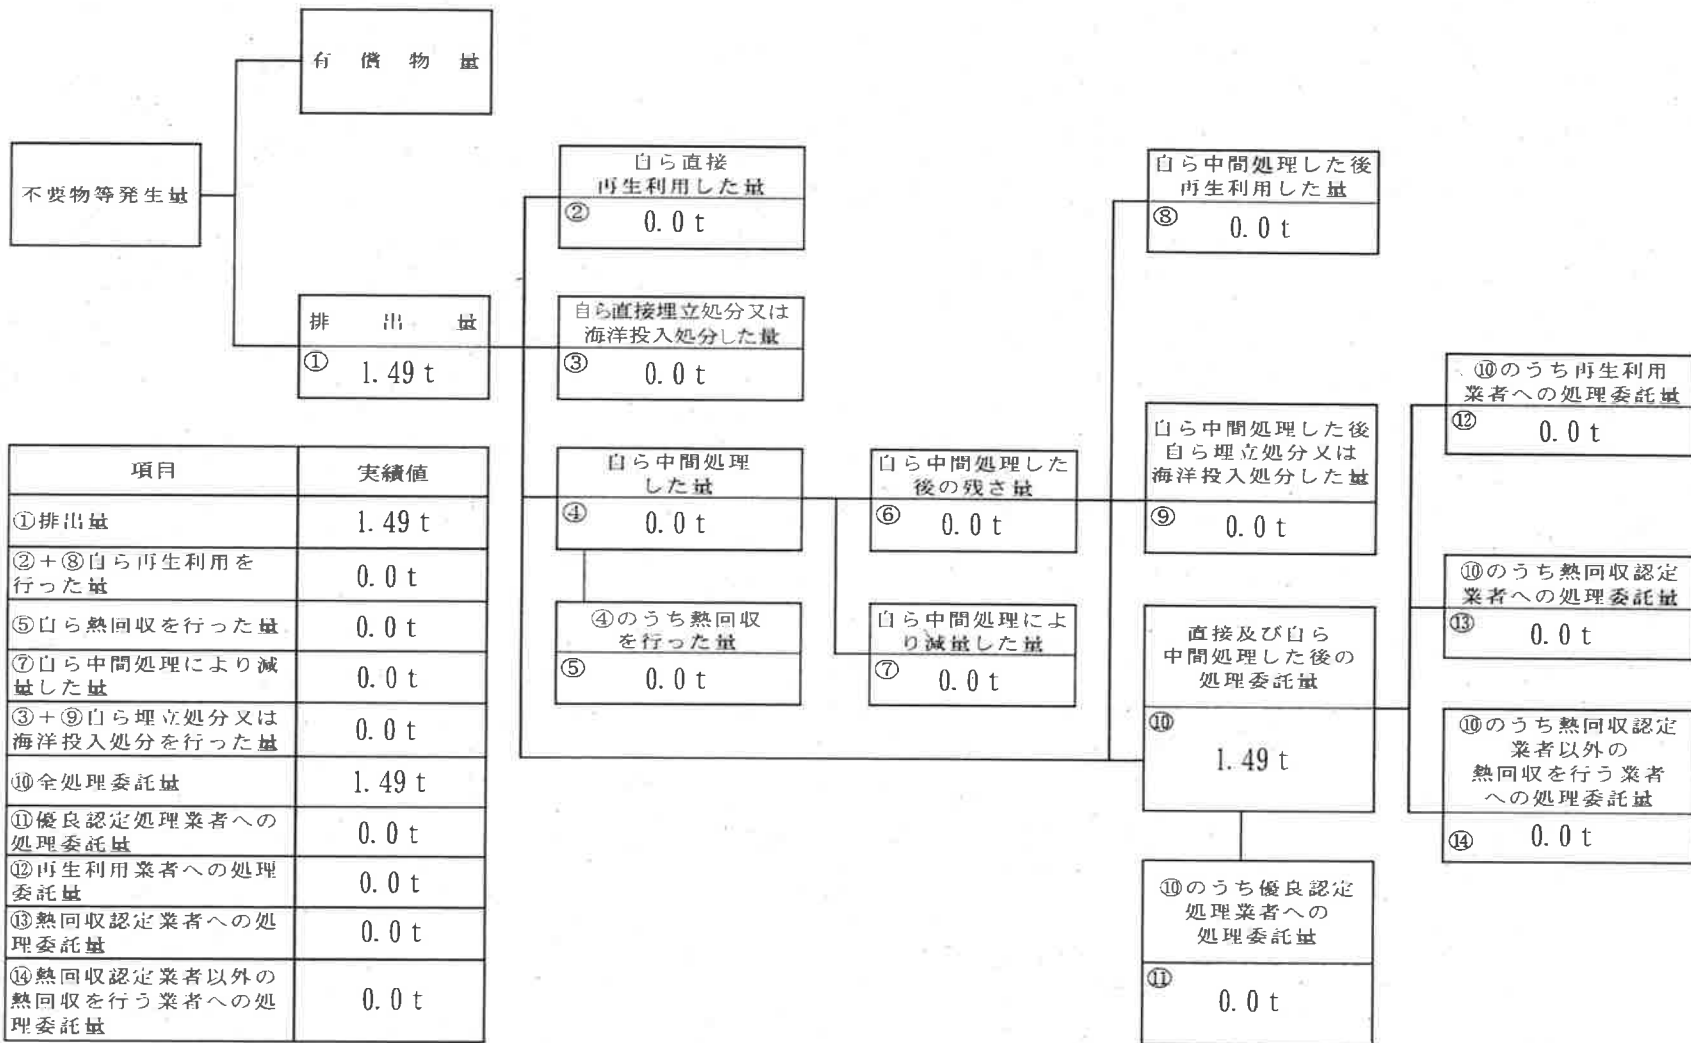 有償物量
不要物等発生量
排出量
① 1.49 t
自ら直接
再生利用した量
② 0.0 t
自ら直接埋立処分又は
海洋投入処分した量
③ 0.0 t
自ら中間処理
した量
④ 0.0 t
④のうち熱回収
を行った量
⑤ 0.0 t
自ら中間処理した
後の残さ量
⑥ 0.0 t
自ら中間処理によ
り減量した量
⑦ 0.0 t
自ら中間処理した後
再生利用した量
⑧ 0.0 t
自ら中間処理した後
自ら埋立処分又は
海洋投入処分した量
⑨ 0.0 t
直接及び自ら
中間処理した後の
処理委託量
⑩
1.49 t
⑩のうち優良認定
処理業者への
処理委託量
⑪
0.0 t
⑩のうち再生利用
業者への処理委託量
⑫ 0.0 t
⑩のうち熱回収認定
業者への処理委託量
⑬ 0.0 t
⑩のうち熱回収認定
業者以外の
熱回収を行う業者
への処理委託量
⑭ 0.0 t
項目 実績値
①排出量 1.49 t
②+⑧自ら再生利用を
行った量 0.0 t
⑤自ら熱回収を行った量 0.0 t
⑦自ら中間処理により減
量した量 0.0 t
③+⑨自ら埋立処分又は
海洋投入処分を行った量 0.0 t
⑩全処理委託量 1.49 t
⑪優良認定処理業者への
処理委託量 0.0 t
⑫再生利用業者への処理
委託量 0.0 t
⑬熱回収認定業者への処
理委託量 0.0 t
⑭熱回収認定業者以外の
熱回収を行う業者への処
理委託量 0.0 t